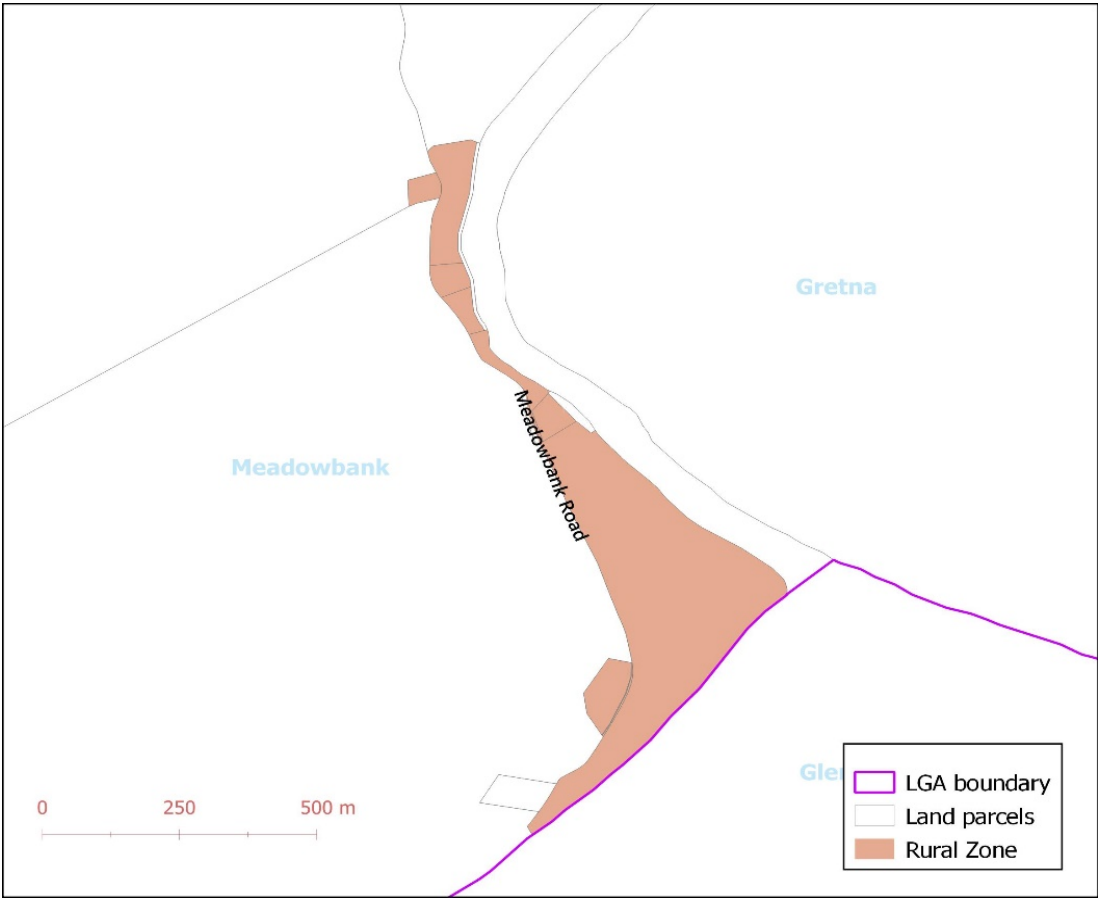 Gretna
Meadowbank
Meadowbank Road
0 250 500 m
LGA boundary
Land parcels
Rural Zone